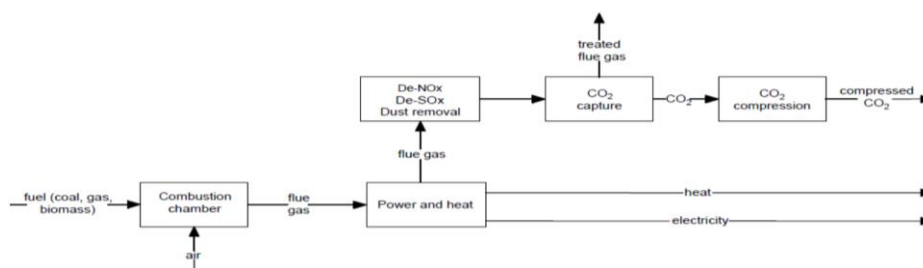 treated
flue gas
De-NOx
De-SOx
Dust removal
CO₂
capture
CO₂
CO₂
compression
compressed
CO₂
flue gas
fuel (coal, gas,
biomass)
Combustion
chamber
flue
gas
Power and heat
heat
electricity
air